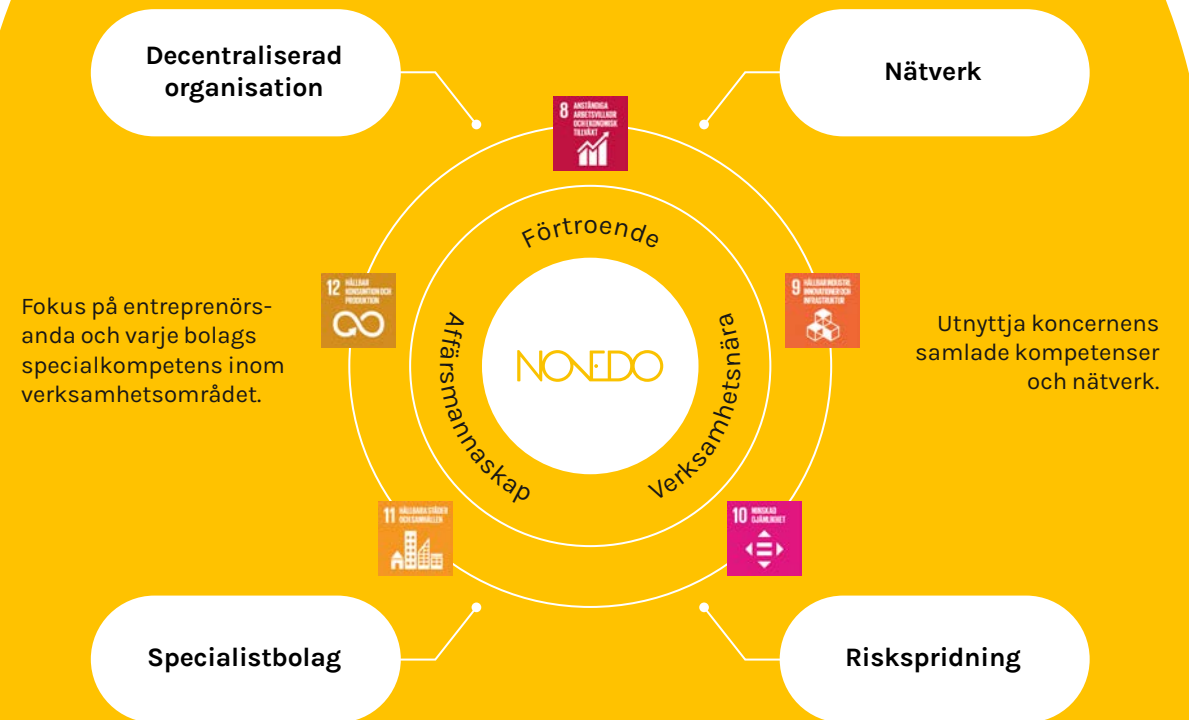 Decentraliserad
organisation
Nätverk
8 ANSTÄNDIGA
ARBETSVILLKOR
OCH EKONOMISK
TILLVÄXT
Förtroende
12 HÅLLBAR
KONSUMTION OCH
PRODUKTION
9 HÅLLBAR INDUSTRI,
INNOVATIONER OCH
INFRASTRUKTUR
Fokus på entreprenörs-
anda och varje bolags
specialkompetens inom
verksamhetsområdet.
Affärsmannaskap
NOVEDO
Verksamhetsnära
Utnyttja koncernens
samlade kompetenser
och nätverk.
11 HÅLLBARA STÄDER
OCH SAMHÄLLEN
10 MINSKAD
OJÄMLIKHET
Specialistbolag
Riskspridning